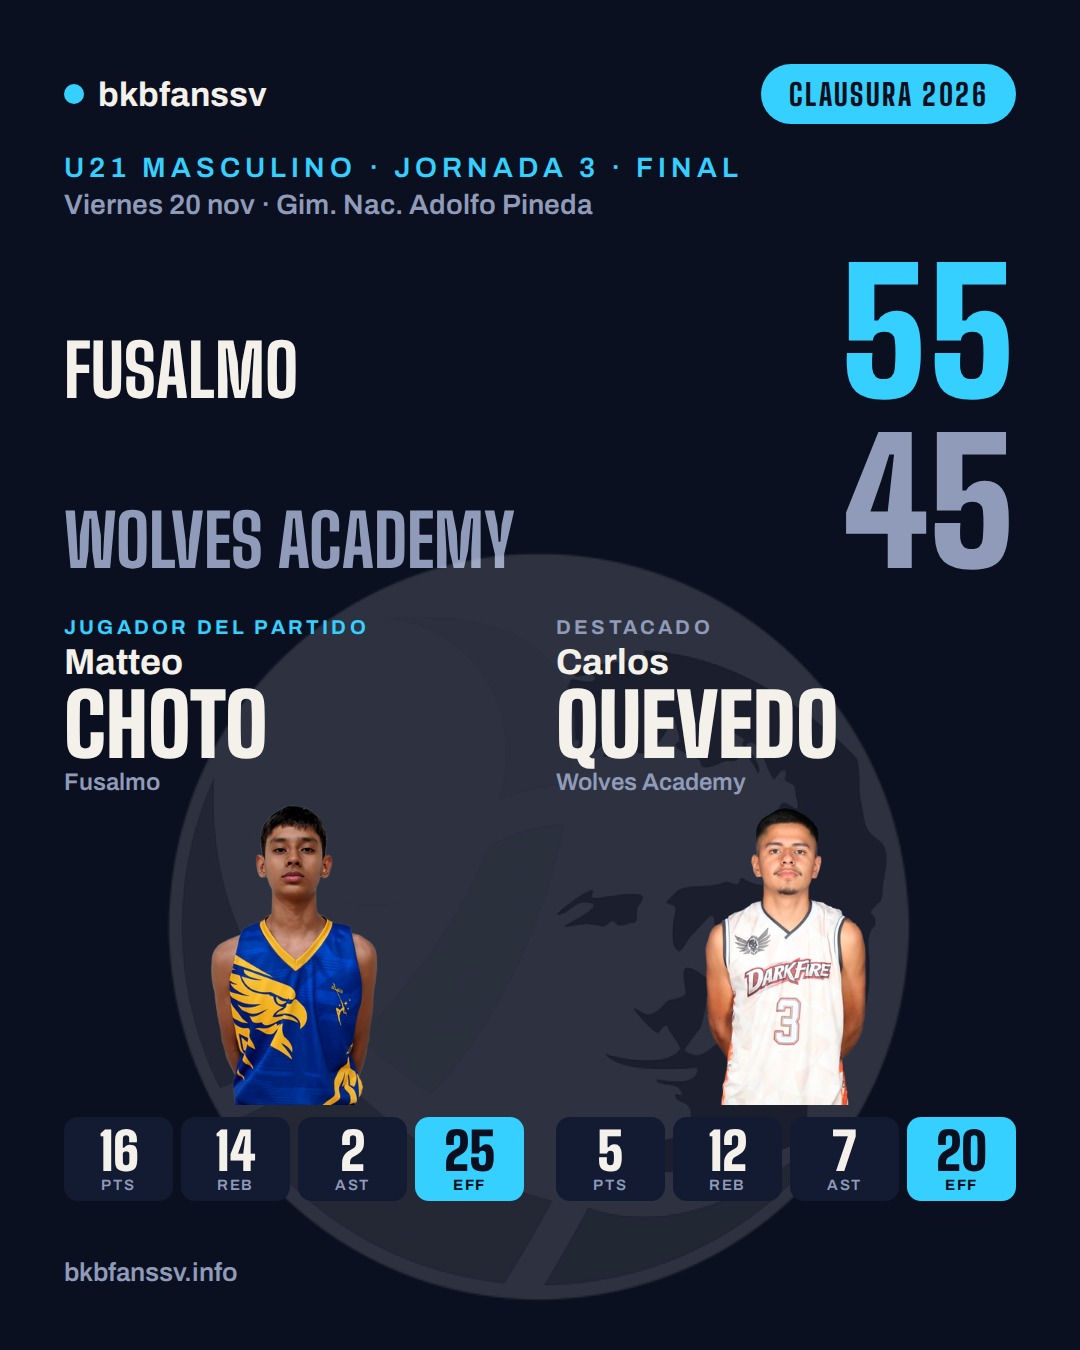 bkbfanssv
CLAUSURA 2026
U21 MASCULINO · JORNADA 3 · FINAL
Viernes 20 nov · Gim. Nac. Adolfo Pineda
FUSALMO
55
WOLVES ACADEMY
45
JUGADOR DEL PARTIDO
Matteo
CHOTO
Fusalmo
DESTACADO
Carlos
QUEVEDO
Wolves Academy
DARKFIRE
3
16
PTS
14
REB
2
AST
25
EFF
5
PTS
12
REB
7
AST
20
EFF
bkbfanssv.info